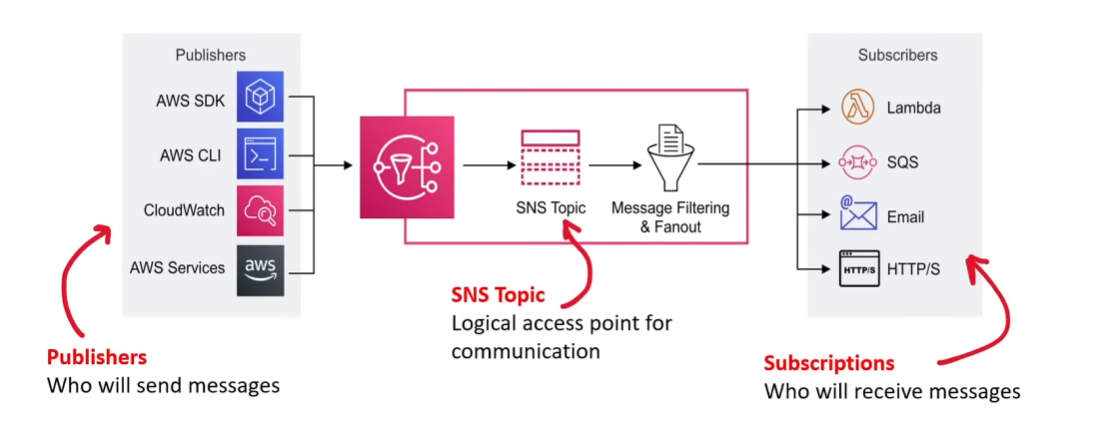 Publishers
AWS SDK
AWS CLI
CloudWatch
AWS Services
aws
Publishers
Who will send messages
SNS Topic
Message Filtering
& Fanout
SNS Topic
Logical access point for
communication
Subscribers
Lambda
SQS
@
Email
HTTP/S
HTTP/S
Subscriptions
Who will receive messages